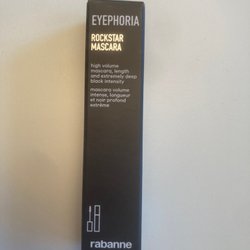 EYEPHORIA
ROCKSTAR
MASCARA
high volume
mascara, length
and extremely deep
black intensity
mascara volume
intense, longueur
et noir profond
extrême
rabanne